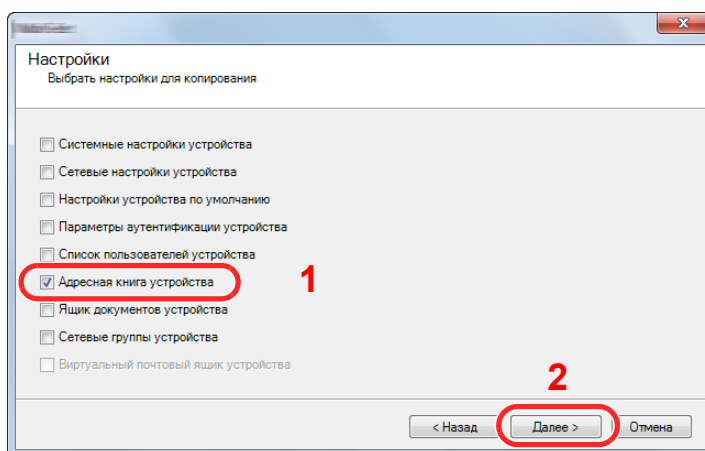 Настройки
Выбрать настройки для копирования
Системные настройки устройства
Сетевые настройки устройства
Настройки устройства по умолчанию
Параметры аутентификации устройства
Список пользователей устройства
Адресная книга устройства
1
Ящик документов устройства
Сетевые группы устройства
Виртуальный почтовый ящик устройства
2
< Назад Далее > Отмена